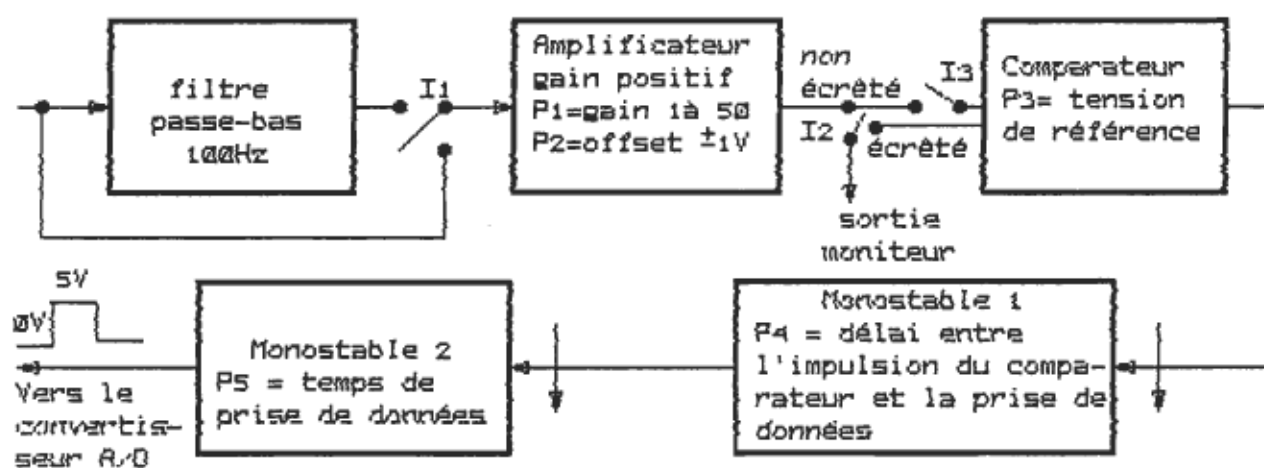 filtre
passe-bas
100Hz
I1
Amplificateur
gain positif
P1=gain 1à 50
P2=offset ±1V
non
écrêté
I3
I2
écrêté
sortie
moniteur
Comparateur
P3= tension
de référence
5V
0V
Vers le
convertis-
seur A/D
Monostable 2
P5 = temps de
prise de données
Monostable 1
P4 = délai entre
l'impulsion du compa-
rateur et la prise de
données